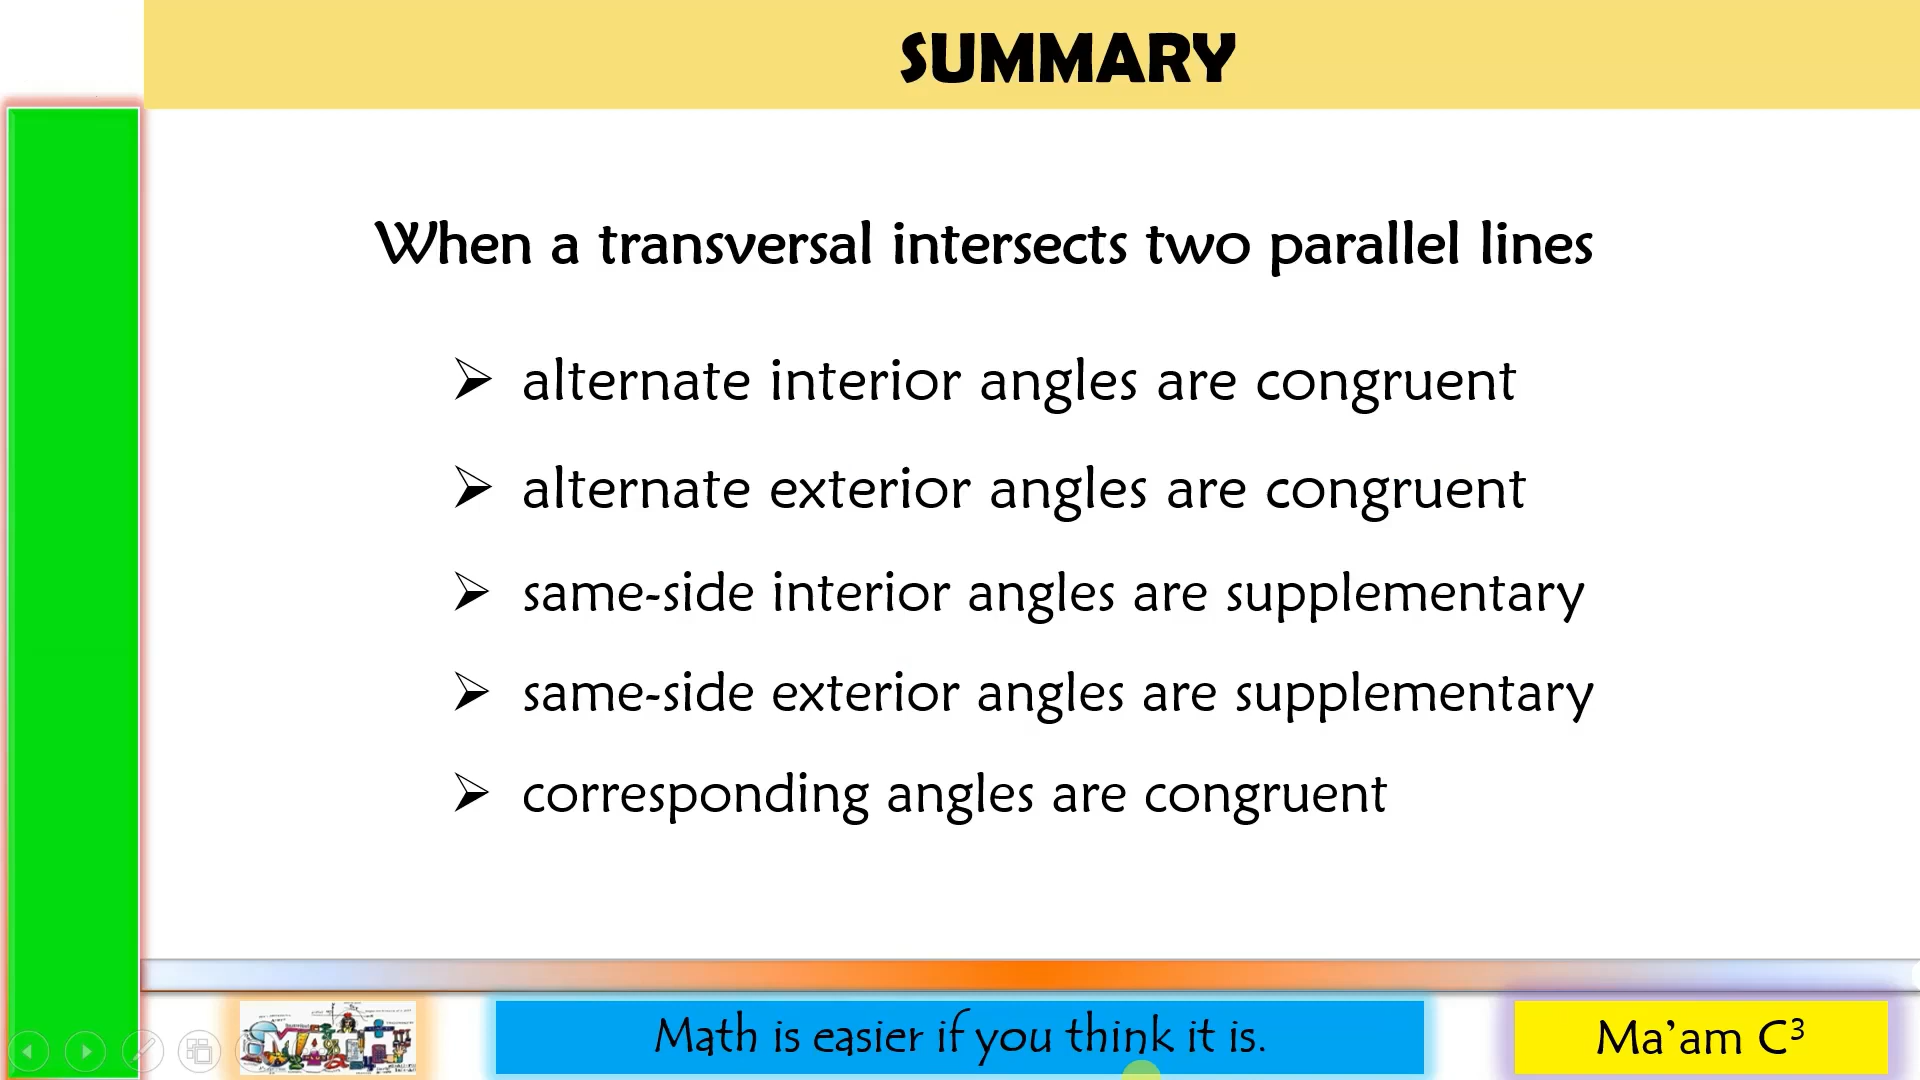 SUMMARY
When a transversal intersects two parallel lines
➢ alternate interior angles are congruent
➢ alternate exterior angles are congruent
➢ same-side interior angles are supplementary
➢ same-side exterior angles are supplementary
➢ corresponding angles are congruent
MATH
Math is easier if you think it is.
Ma’am C³